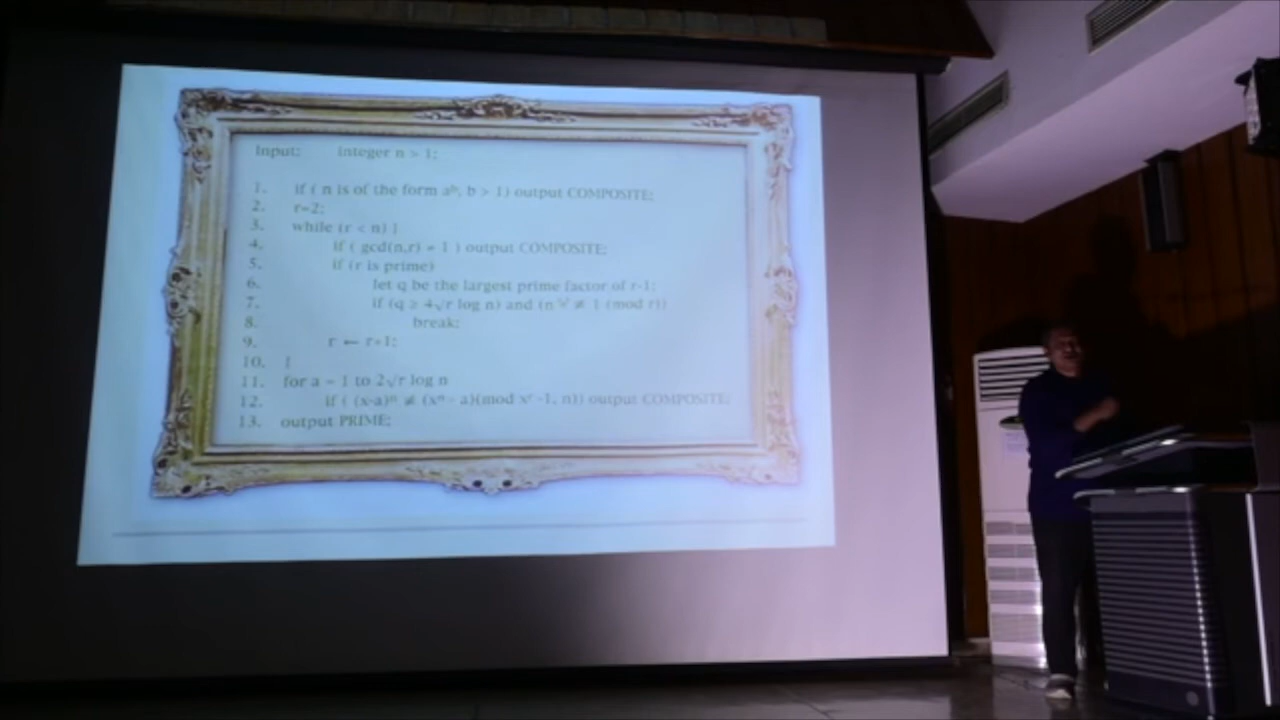 Input: integer n > 1;
1. if ( n is of the form aᵇ, b > 1) output COMPOSITE;
2. r=2;
3. while (r < n) {
4. if ( gcd(n,r) ≠ 1 ) output COMPOSITE;
5. if (r is prime)
6. let q be the largest prime factor of r-1;
7. if (q ≥ 4√r log n) and (n ≢ 1 (mod r))
8. break;
9. r ← r+1;
10. }
11. for a = 1 to 2√r log n
12. if ( (x-a)ⁿ ≢ (xⁿ - a)(mod xʳ -1, n)) output COMPOSITE;
13. output PRIME;